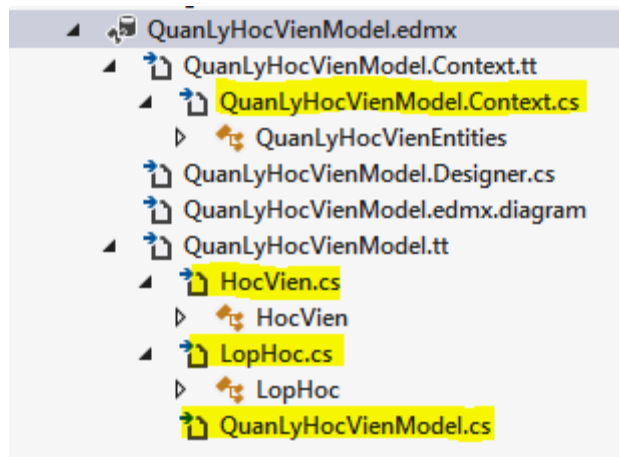 QuanLyHocVienModel.edmx
QuanLyHocVienModel.Context.tt
QuanLyHocVienModel.Context.cs
QuanLyHocVienEntities
QuanLyHocVienModel.Designer.cs
QuanLyHocVienModel.edmx.diagram
QuanLyHocVienModel.tt
HocVien.cs
HocVien
LopHoc.cs
LopHoc
QuanLyHocVienModel.cs